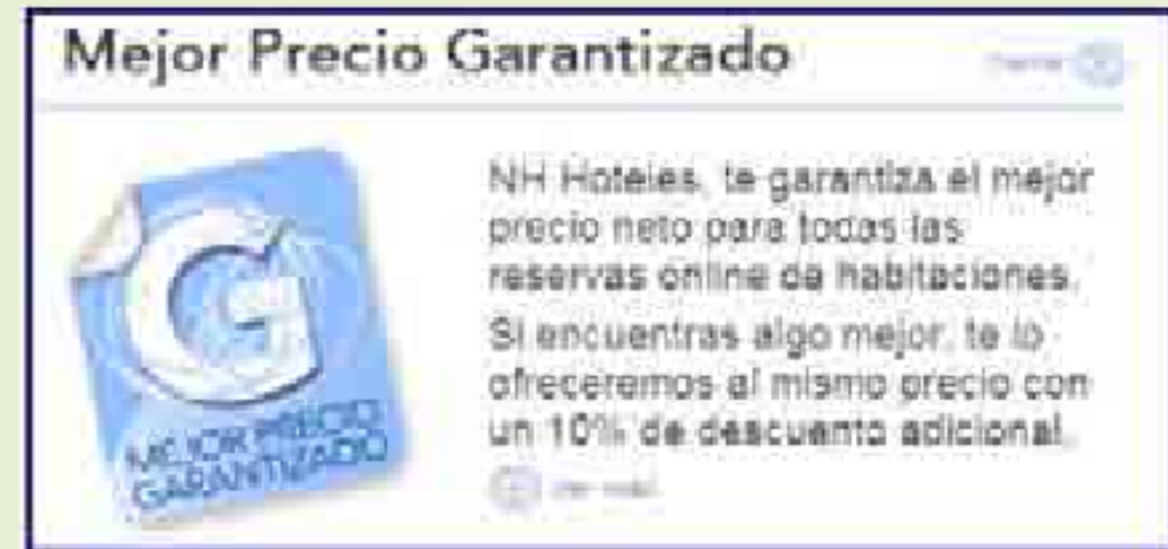 Mejor Precio Garantizado
NH Hoteles, te garantiza el mejor
precio neto para todas las
reservas online de habitaciones.
Si encuentras algo mejor, te lo
ofreceremos al mismo precio con
un 10% de descuento adicional.
MEJOR PRECIO
GARANTIZADO